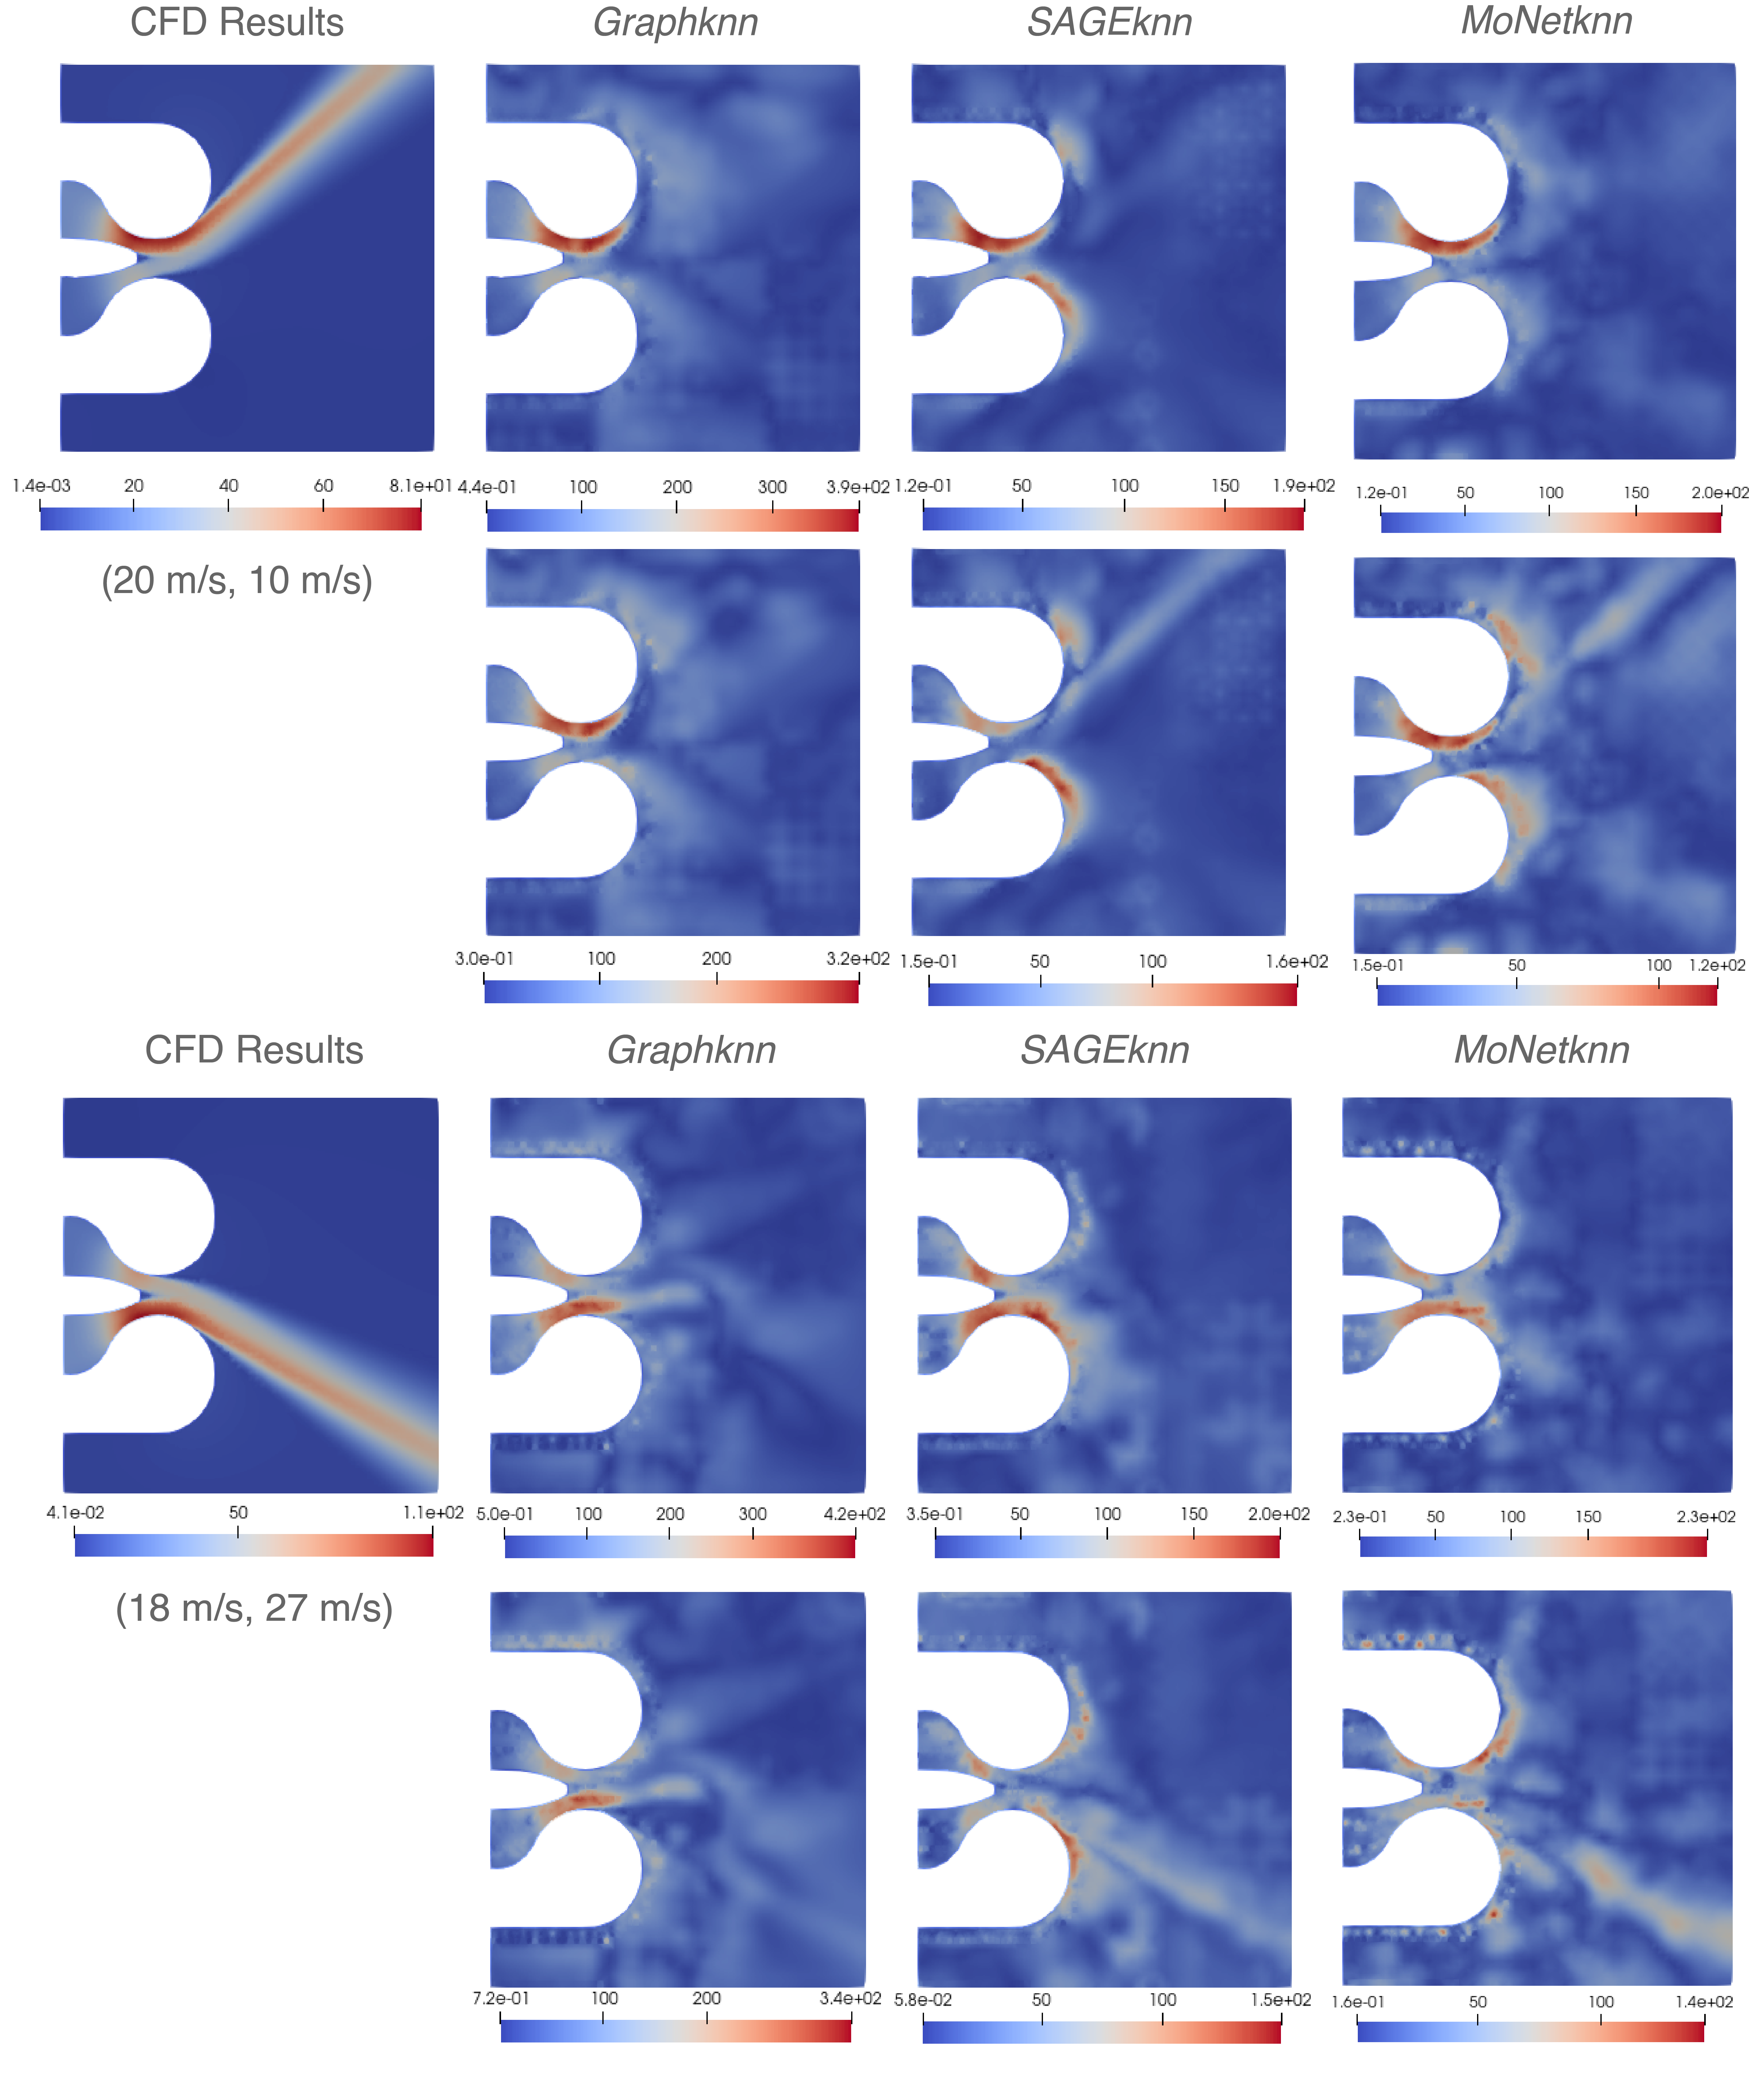 CFD Results Graphknn SAGEknn MoNetknn
1.4e-03 20 40 60 8.1e+01 4.4e-01 100 200 300 3.9e+02 1.2e-01 50 100 150 1.9e+02 1.2e-01 50 100 150 2.0e+02
(20 m/s, 10 m/s)
3.0e-01 100 200 3.2e+02 1.5e-01 50 100 1.6e+02 1.5e-01 50 100 1.2e+02
CFD Results Graphknn SAGEknn MoNetknn
4.1e-02 50 1.1e+02 5.0e-01 100 200 300 4.2e+02 3.5e-01 50 100 150 2.0e+02 2.3e-01 50 100 150 2.3e+02
(18 m/s, 27 m/s)
7.2e-01 100 200 3.4e+02 5.8e-02 50 100 1.5e+02 1.6e-01 50 100 1.4e+02